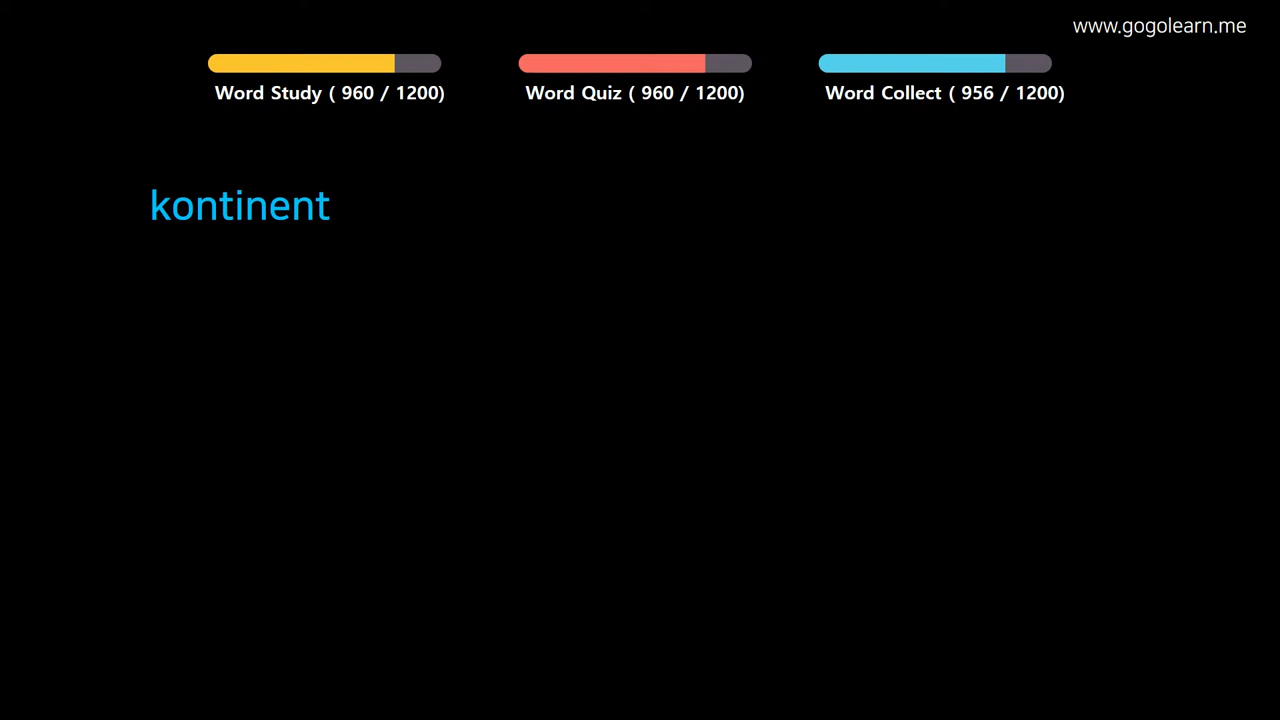 www.gogolearn.me
Word Study ( 960 / 1200)
Word Quiz ( 960 / 1200)
Word Collect ( 956 / 1200)
kontinent